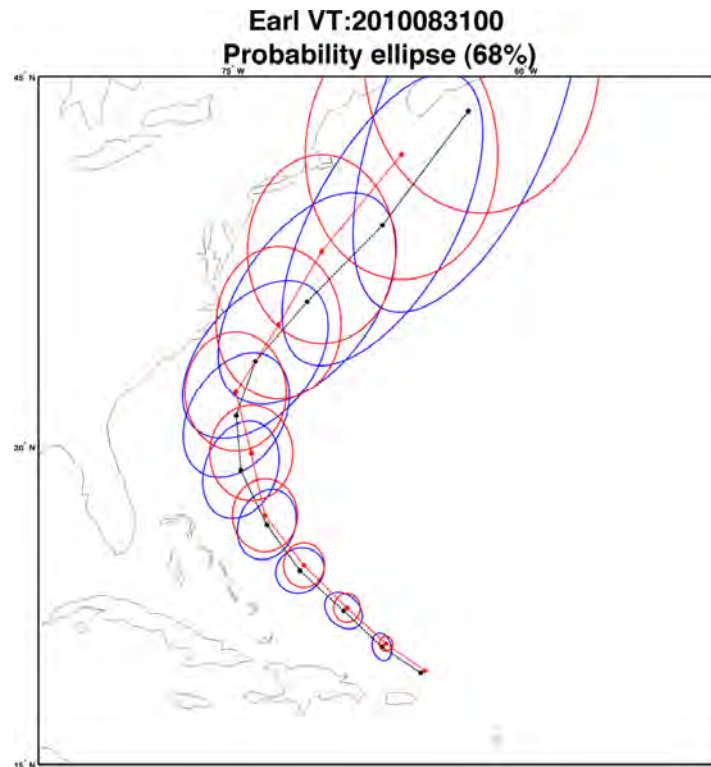 Earl VT:2010083100
Probability ellipse (68%)
75° W
60° W
45° N
30° N
15° N